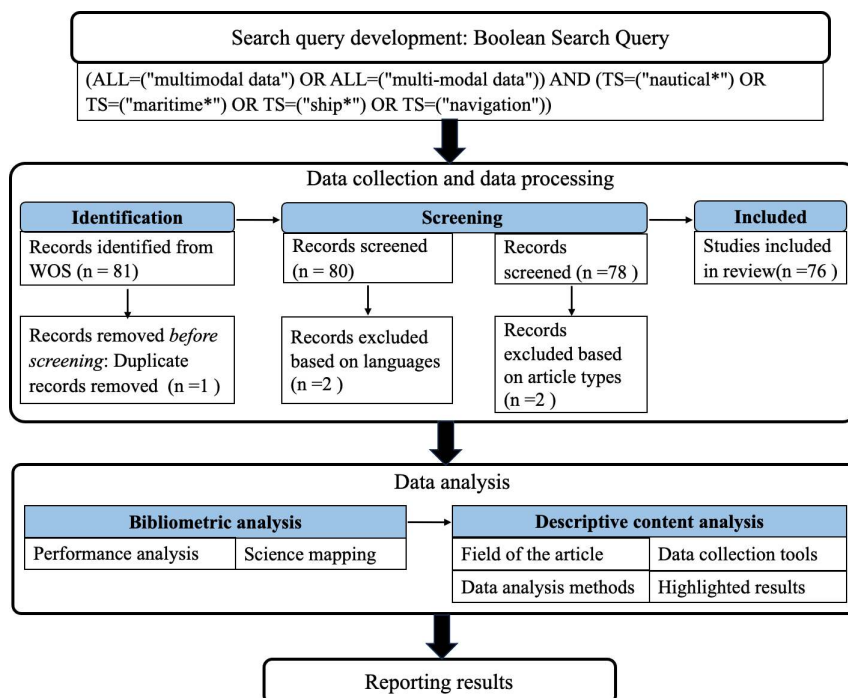 Search query development: Boolean Search Query
(ALL=("multimodal data") OR ALL=("multi-modal data")) AND (TS=("nautical*") OR
TS=("maritime*") OR TS=("ship*") OR TS=("navigation"))
Data collection and data processing
Identification
Records identified from
WOS (n = 81)
Records removed before
screening: Duplicate
records removed (n =1 )
Screening
Records screened
(n = 80)
Records excluded
based on languages
(n =2 )
Records
screened (n =78 )
Records
excluded based
on article types
(n =2 )
Included
Studies included
in review(n =76 )
Data analysis
Bibliometric analysis
Performance analysis
Science mapping
Descriptive content analysis
Field of the article
Data collection tools
Data analysis methods
Highlighted results
Reporting results